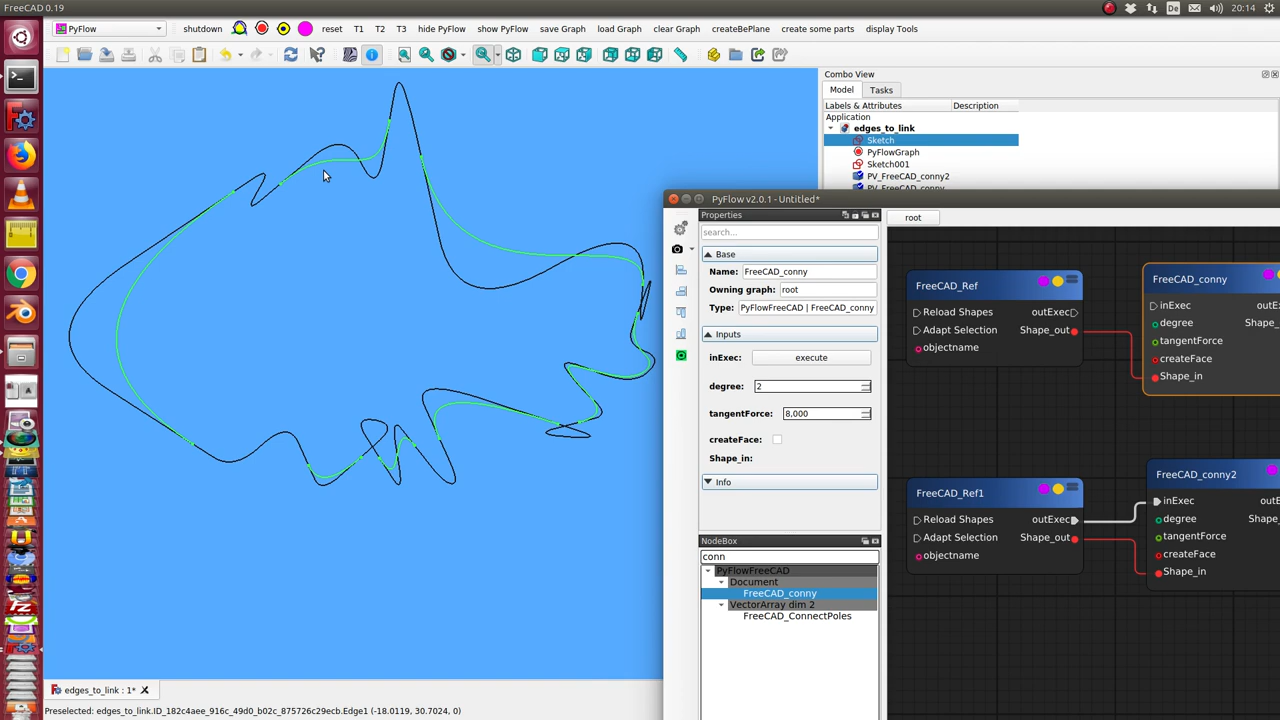 FreeCAD 0.19
De
20:14
PyFlow
shutdown
reset
T1
T2
T3
hide PyFlow
show PyFlow
save Graph
load Graph
clear Graph
createBePlane
create some parts
display Tools
Combo View
Model
Tasks
Labels & Attributes
Description
Application
edges_to_link
Sketch
PyFlowGraph
Sketch001
PV_FreeCAD_conny2
PV_FreeCAD_conny
PyFlow v2.0.1 - Untitled*
Properties
search...
Base
Name: FreeCAD_conny
Owning graph: root
Type: PyFlowFreeCAD | FreeCAD_conny
Inputs
inExec: execute
degree: 2
tangentForce: 8,000
createFace:
Shape_in:
Info
NodeBox
conn
PyFlowFreeCAD
Document
FreeCAD_conny
VectorArray dim 2
FreeCAD_ConnectPoles
root
FreeCAD_Ref
Reload Shapes outExec
Adapt Selection Shape_out
objectname
FreeCAD_conny
inExec outE
degree Shape_
tangentForce
createFace
Shape_in
FreeCAD_Ref1
Reload Shapes outExec
Adapt Selection Shape_out
objectname
FreeCAD_conny2
inExec outE
degree Shape_
tangentForce
createFace
Shape_in
edges_to_link : 1*
Preselected: edges_to_link.ID_182c4aee_916c_49d0_b02c_875726c29ecb.Edge1 (-18.0119, 30.7024, 0)